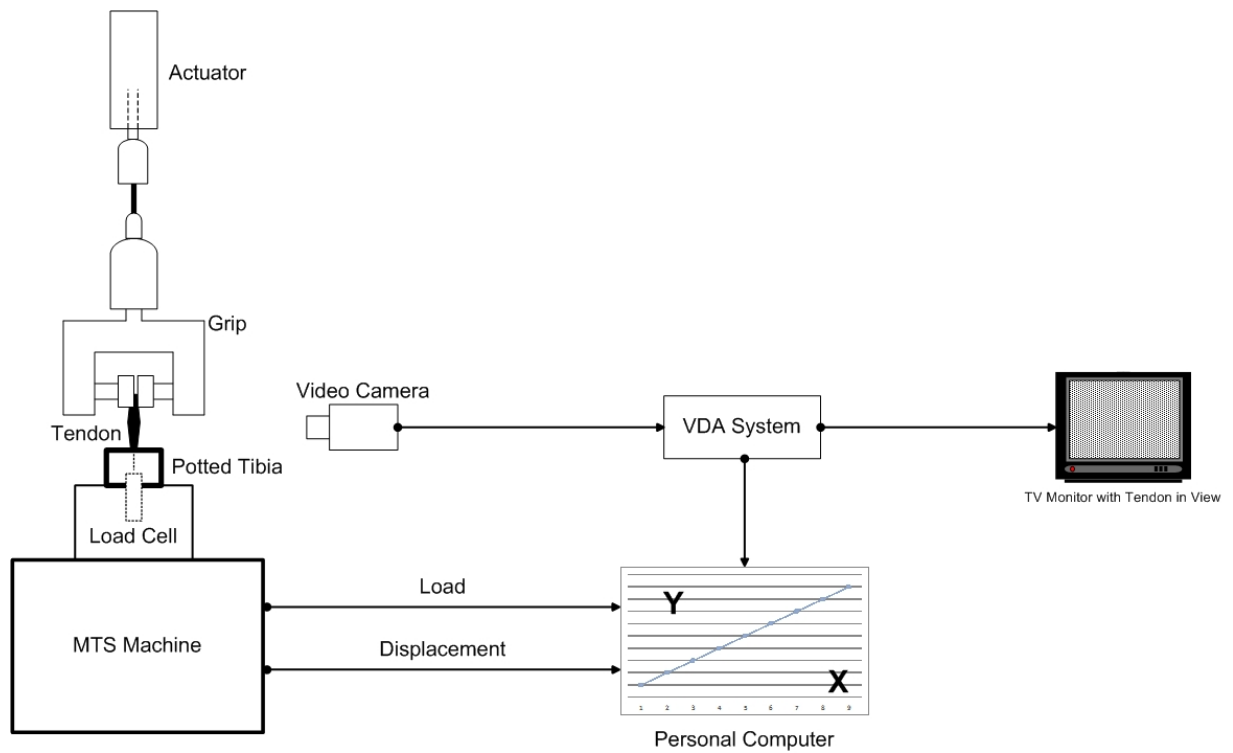 Actuator
Grip
Video Camera
Tendon
VDA System
Potted Tibia
TV Monitor with Tendon in View
Load Cell
Load
Y
MTS Machine
Displacement
X
1 2 3 4 5 6 7 8 9
Personal Computer